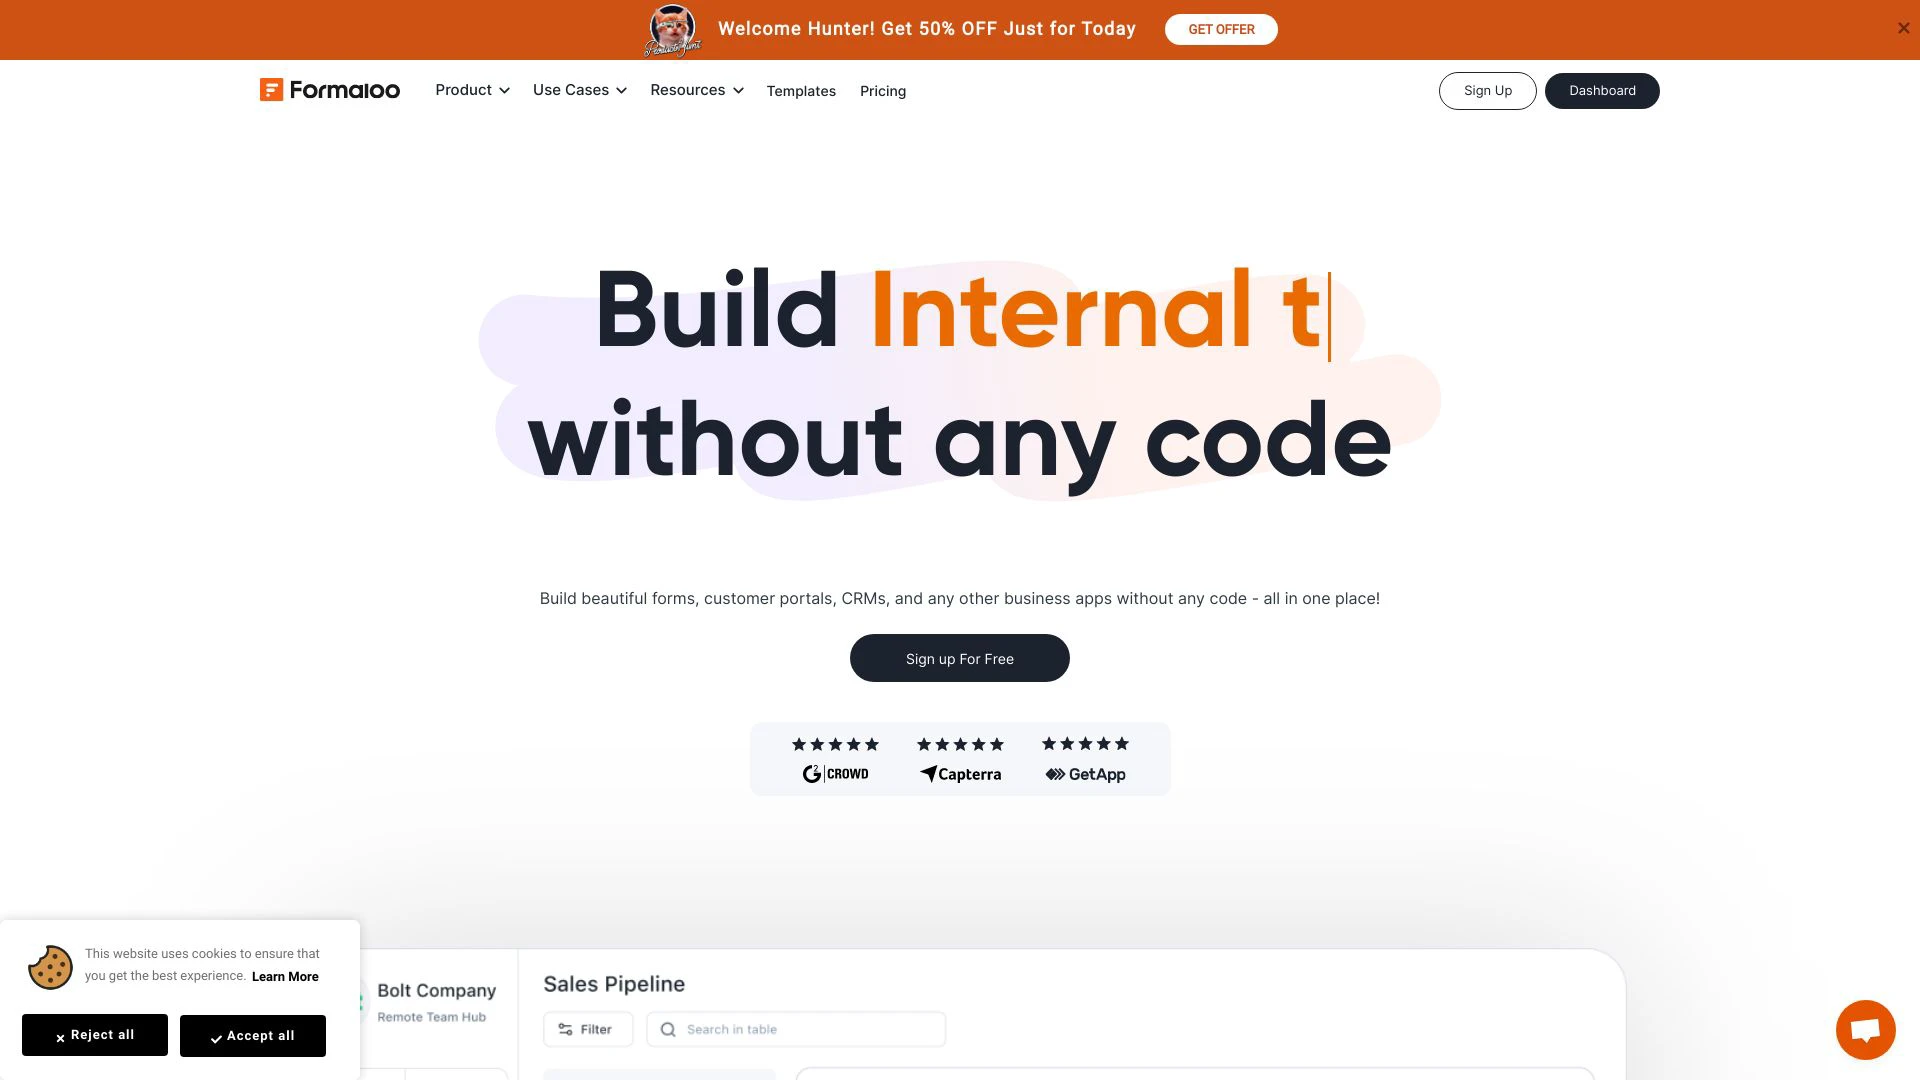 Product Hunt
Welcome Hunter! Get 50% OFF Just for Today
GET OFFER
Formaloo
Product
Use Cases
Resources
Templates
Pricing
Sign Up
Dashboard
Build Internal t
without any code
Build beautiful forms, customer portals, CRMs, and any other business apps without any code - all in one place!
Sign up For Free
G2 | CROWD
Capterra
GetApp
This website uses cookies to ensure that
you get the best experience. Learn More
Reject all
Accept all
Bolt Company
Remote Team Hub
Sales Pipeline
Filter
Search in table